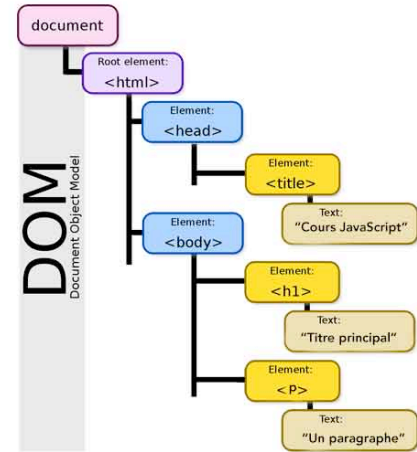 document
Root element:
<html>
Element:
<head>
Element:
<title>
Text:
“Cours JavaScript”
Element:
<body>
Element:
<h1>
Text:
“Titre principal”
Element:
<p>
Text:
“Un paragraphe”
DOM
Document Object Model